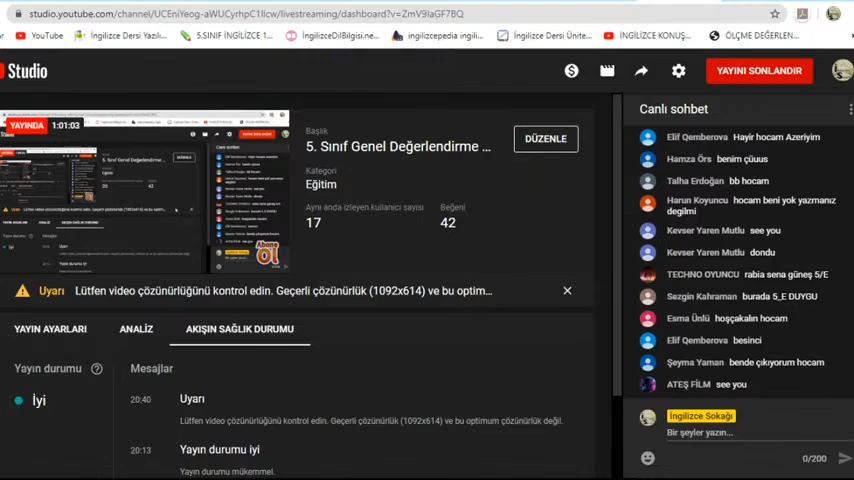 studio.youtube.com/channel/UCEniYeog-aWUCyrhpC1Ilcw/livestreaming/dashboard?v=ZmV9IaGF7BQ
YouTube
İngilizce Dersi Yazılı...
5.SINIF İNGİLİZCE 1...
İngilizceDilBilgisi.ne...
ingilizcepedia ingili...
İngilizce Dersi Ünite...
İNGİLİZCE KONUŞ...
ÖLÇME DEĞERLEN...
Studio
YAYINI SONLANDIR
YAYINDA 1:01:03
Başlık
5. Sınıf Genel Değerlendirme ...
DÜZENLE
Kategori
Eğitim
Aynı anda izleyen kullanıcı sayısı
Beğeni
17
42
Abone
Ol
Uyarı Lütfen video çözünürlüğünü kontrol edin. Geçerli çözünürlük (1092x614) ve bu optim...
YAYIN AYARLARI
ANALİZ
AKIŞIN SAĞLIK DURUMU
Yayın durumu
İyi
Mesajlar
20:40 Uyarı
Lütfen video çözünürlüğünü kontrol edin. Geçerli çözünürlük (1092x614) ve bu optimum çözünürlük değil.
20:13 Yayın durumu iyi
Yayın durumu mükemmel.
Canlı sohbet
Elif Qemberova Hayir hocam Azeriyim
Hamza Örs benim çüuus
Talha Erdoğan bb hocam
Harun Koyuncu hocam beni yok yazmanız
degilmi
Kevser Yaren Mutlu see you
Kevser Yaren Mutlu dondu
TECHNO OYUNCU rabia sena güneş 5/E
Sezgin Kahraman burada 5_E DUYGU
Esma Ünlü hoşçakalın hocam
Elif Qemberova besinci
Şeyma Yaman bende çıkıyorum hocam
ATEŞ FİLM see you
İngilizce Sokağı
Bir şeyler yazın...
0/200